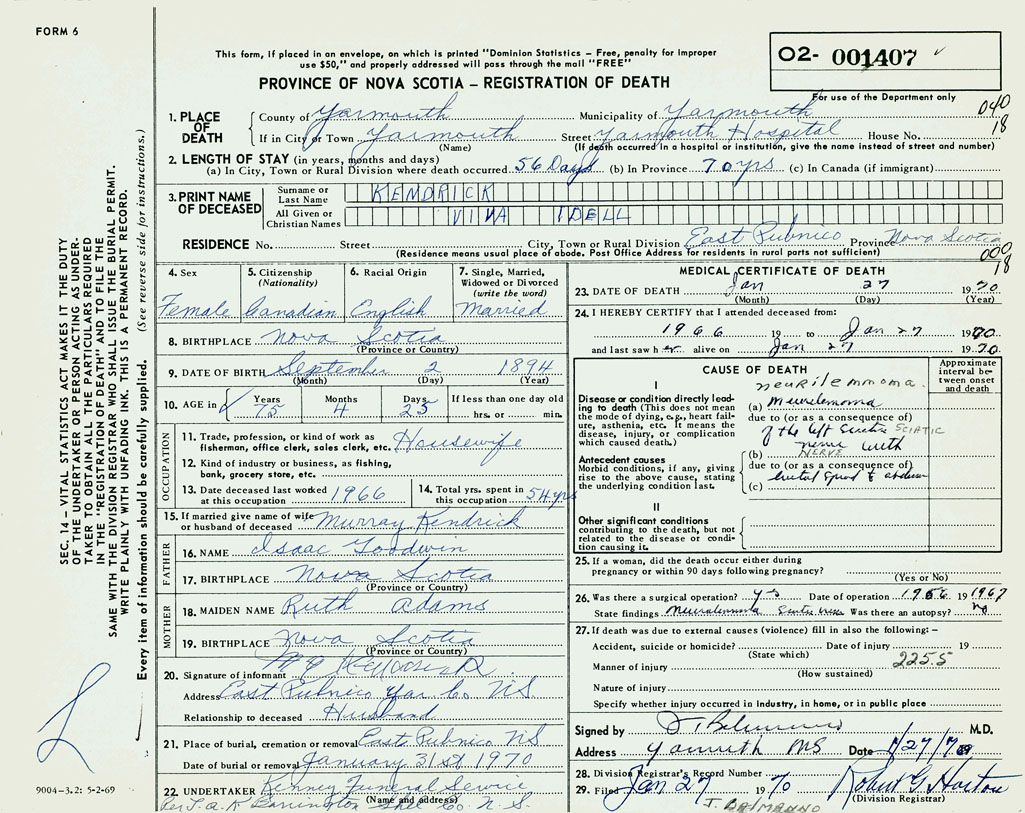 FORM 6
This form, if placed in an envelope, on which is printed "Dominion Statistics – Free, penalty for improper
use $50," and properly addressed will pass through the mail "FREE"
PROVINCE OF NOVA SCOTIA – REGISTRATION OF DEATH
O2- 001407
For use of the Department only
040
18
1. PLACE OF DEATH
County of Yarmouth Municipality of Yarmouth
If in City or Town Yarmouth Street Yarmouth Hospital House No.
(Name) (If death occurred in a hospital or institution, give the name instead of street and number)
2. LENGTH OF STAY (in years, months and days)
(a) In City, Town or Rural Division where death occurred 56 Days (b) In Province 70 yrs (c) In Canada (if immigrant)
3. PRINT NAME OF DECEASED
Surname or Last Name KENDRICK
All Given or Christian Names VIVA IDELL
RESIDENCE No. Street City, Town or Rural Division East Pubnico Province Nova Scotia
(Residence means usual place of abode. Post Office Address for residents in rural parts not sufficient)
000
18
4. Sex Female
5. Citizenship (Nationality) Canadian
6. Racial Origin English
7. Single, Married, Widowed or Divorced (write the word) Married
8. BIRTHPLACE Nova Scotia
(Province or Country)
9. DATE OF BIRTH September 2 1894
(Month) (Day) (Year)
10. AGE in Years 75 Months 4 Days 25 If less than one day old
hrs. or min.
OCCUPATION
11. Trade, profession, or kind of work as
fisherman, office clerk, sales clerk, etc. Housewife
12. Kind of industry or business, as fishing,
bank, grocery store, etc.
13. Date deceased last worked at this occupation 1966
14. Total yrs. spent in this occupation 54 yrs
15. If married give name of wife or husband of deceased Murray Kendrick
FATHER
16. NAME Isaac Goodwin
17. BIRTHPLACE Nova Scotia
(Province or Country)
MOTHER
18. MAIDEN NAME Ruth Adams
19. BIRTHPLACE Nova Scotia
(Province or Country)
20. Signature of informant
Address East Pubnico Yar Co NS.
Relationship to deceased Husband
21. Place of burial, cremation or removal East Pubnico NS
Date of burial or removal January 31st 1970
22. UNDERTAKER Kenney Funeral Service
(Name and address)
Per Barrington Shel Co. N.S.
MEDICAL CERTIFICATE OF DEATH
23. DATE OF DEATH Jan 27 1970
(Month) (Day) (Year)
24. I HEREBY CERTIFY that I attended deceased from:
1966 19 to Jan 27 1970
and last saw her alive on Jan 27 1970
CAUSE OF DEATH
Approximate interval between onset and death
I
neurilemmoma.
Disease or condition directly leading to death (This does not mean the mode of dying, e.g., heart failure, asthenia, etc. It means the disease, injury, or complication which caused death.)
(a)
due to (or as a consequence of)
of the left SCIATIC
Antecedent causes
Morbid conditions, if any, giving rise to the above cause, stating the underlying condition last.
(b) nerve with
NERVE
due to (or as a consequence of)
(c)
II
Other significant conditions contributing to the death, but not related to the disease or condition causing it.
25. If a woman, did the death occur either during
pregnancy or within 90 days following pregnancy?
(Yes or No)
26. Was there a surgical operation? yes Date of operation 1966 19 1967
State findings Was there an autopsy? no
27. If death was due to external causes (violence) fill in also the following: –
Accident, suicide or homicide? Date of injury 19
(State which)
225.5
Manner of injury
(How sustained)
Nature of injury
Specify whether injury occurred in industry, in home, or in public place
Signed by M.D.
Address Yarmouth NS Date 1/27/70
28. Division Registrar's Record Number
29. Filed Jan 27 1970 Robert G Horton
(Division Registrar)
J. BALMANNO
SEC. 14 – VITAL STATISTICS ACT MAKES IT THE DUTY
OF THE UNDERTAKER OR PERSON ACTING AS UNDER-
TAKER TO OBTAIN ALL THE PARTICULARS REQUIRED
IN THE "REGISTRATION OF DEATH" AND TO FILE THE
SAME WITH THE DIVISION REGISTRAR WHO SHALL ISSUE THE BURIAL PERMIT.
WRITE PLAINLY WITH UNFADING INK. THIS IS A PERMANENT RECORD.
Every item of information should be carefully supplied. (See reverse side for instructions.)
9004-3.2: 5-2-69